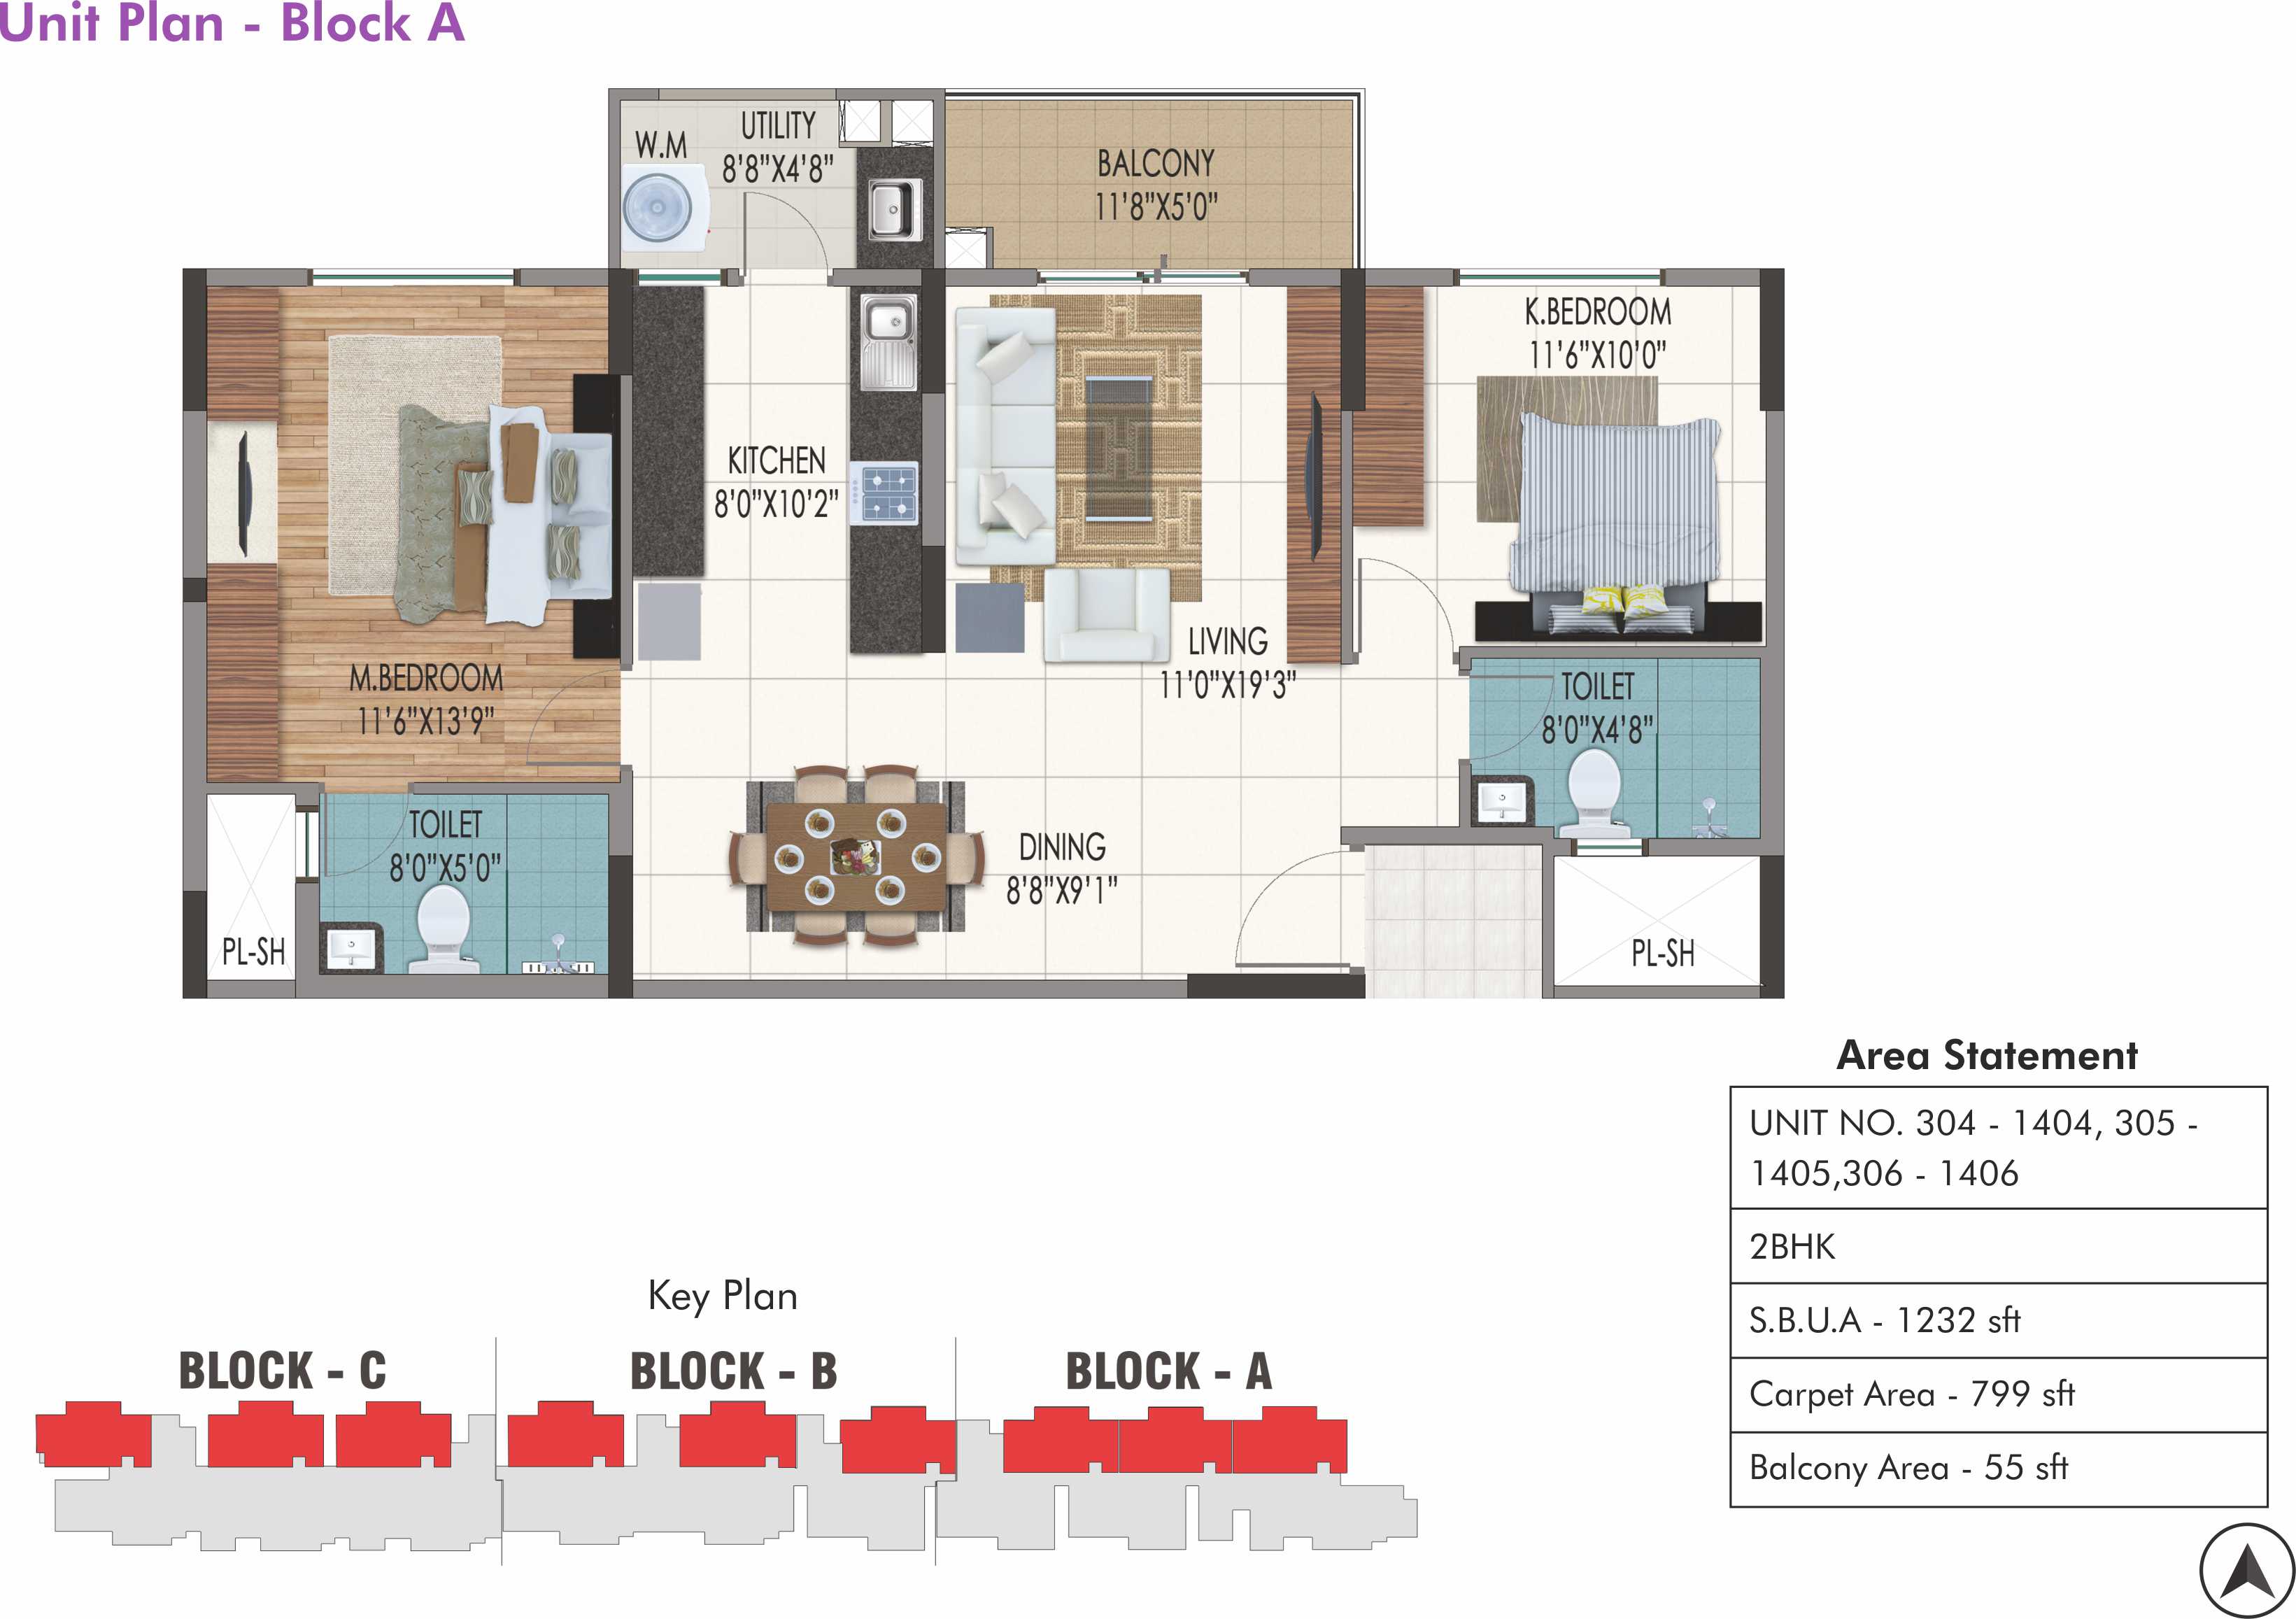 Unit Plan - Block A
W.M
UTILITY
8'8"X4'8"
BALCONY
11'8"X5'0"
K.BEDROOM
11'6"X10'0"
KITCHEN
8'0"X10'2"
LIVING
11'0"X19'3"
M.BEDROOM
11'6"X13'9"
TOILET
8'0"X4'8"
TOILET
8'0"X5'0"
DINING
8'8"X9'1"
PL-SH
PL-SH
Area Statement
UNIT NO. 304 - 1404, 305 -
1405,306 - 1406
2BHK
S.B.U.A - 1232 sft
Carpet Area - 799 sft
Balcony Area - 55 sft
Key Plan
BLOCK - C
BLOCK - B
BLOCK - A